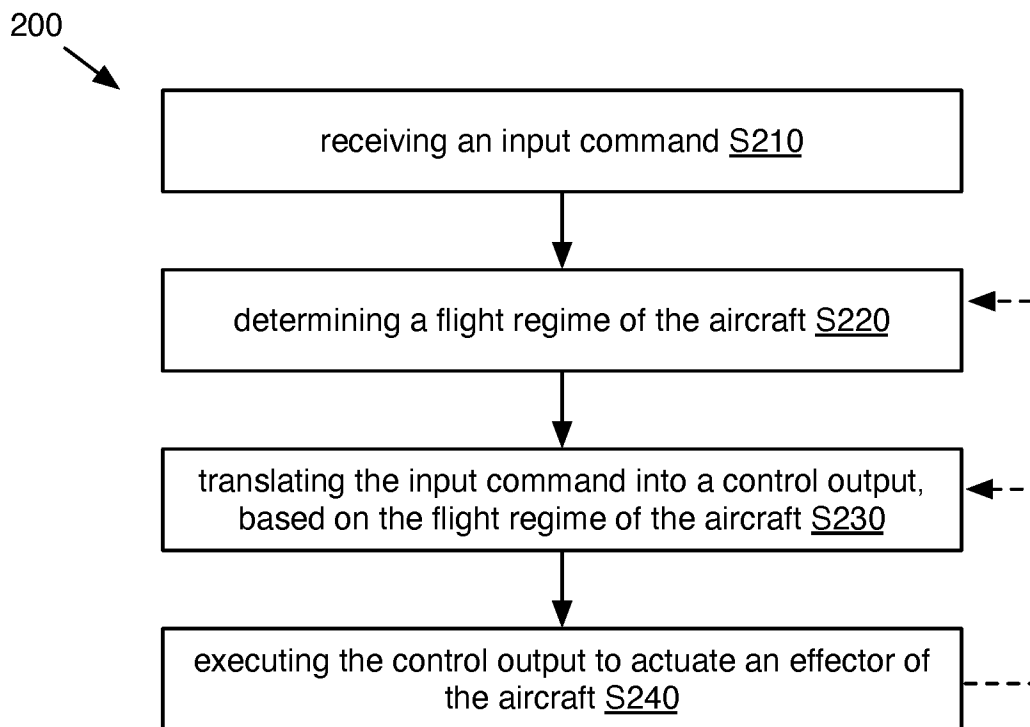 200
receiving an input command S210
determining a flight regime of the aircraft S220
translating the input command into a control output,
based on the flight regime of the aircraft S230
executing the control output to actuate an effector of
the aircraft S240